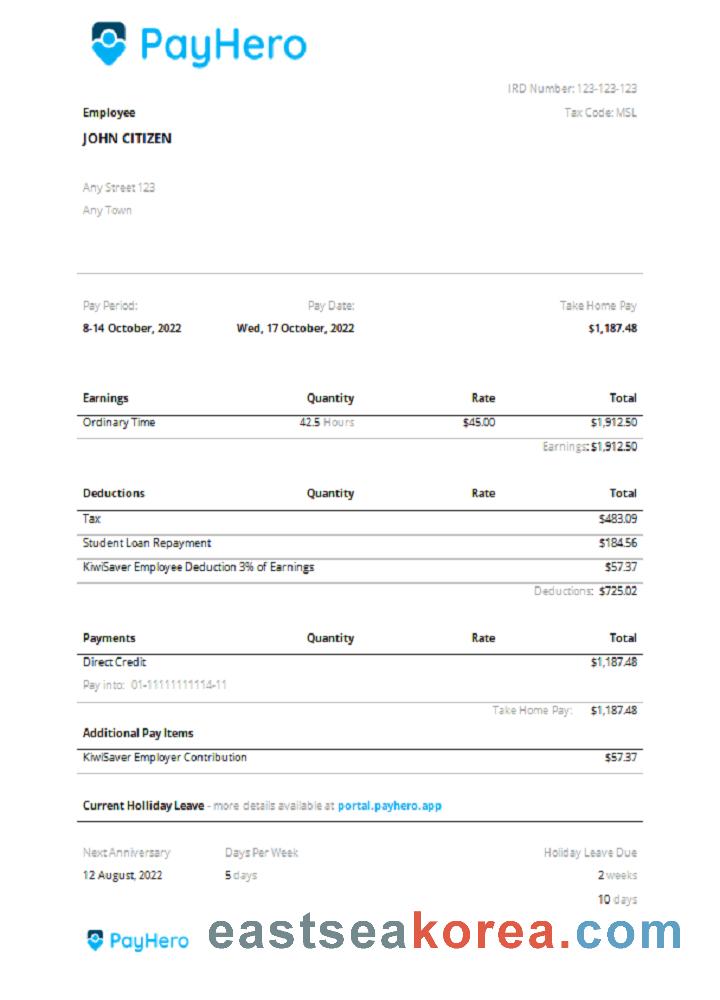 PayHero
IRD Number: 123-123-123
Employee
Tax Code: MSL
JOHN CITIZEN
Any Street 123
Any Town
Pay Period: Pay Date: Take Home Pay
8-14 October, 2022 Wed, 17 October, 2022 $1,187.48
Earnings Quantity Rate Total
Ordinary Time 42.5 Hours $45.00 $1,912.50
Earnings: $1,912.50
Deductions Quantity Rate Total
Tax $483.09
Student Loan Repayment $184.56
KiwiSaver Employee Deduction 3% of Earnings $57.37
Deductions: $725.02
Payments Quantity Rate Total
Direct Credit $1,187.48
Pay into: 01-11111111114-11
Take Home Pay: $1,187.48
Additional Pay Items
KiwiSaver Employer Contribution $57.37
Current Holliday Leave - more details available at portal.payhero.app
Next Anniversary Days Per Week Holiday Leave Due
12 August, 2022 5 days 2 weeks
10 days
PayHero eastseakorea.com